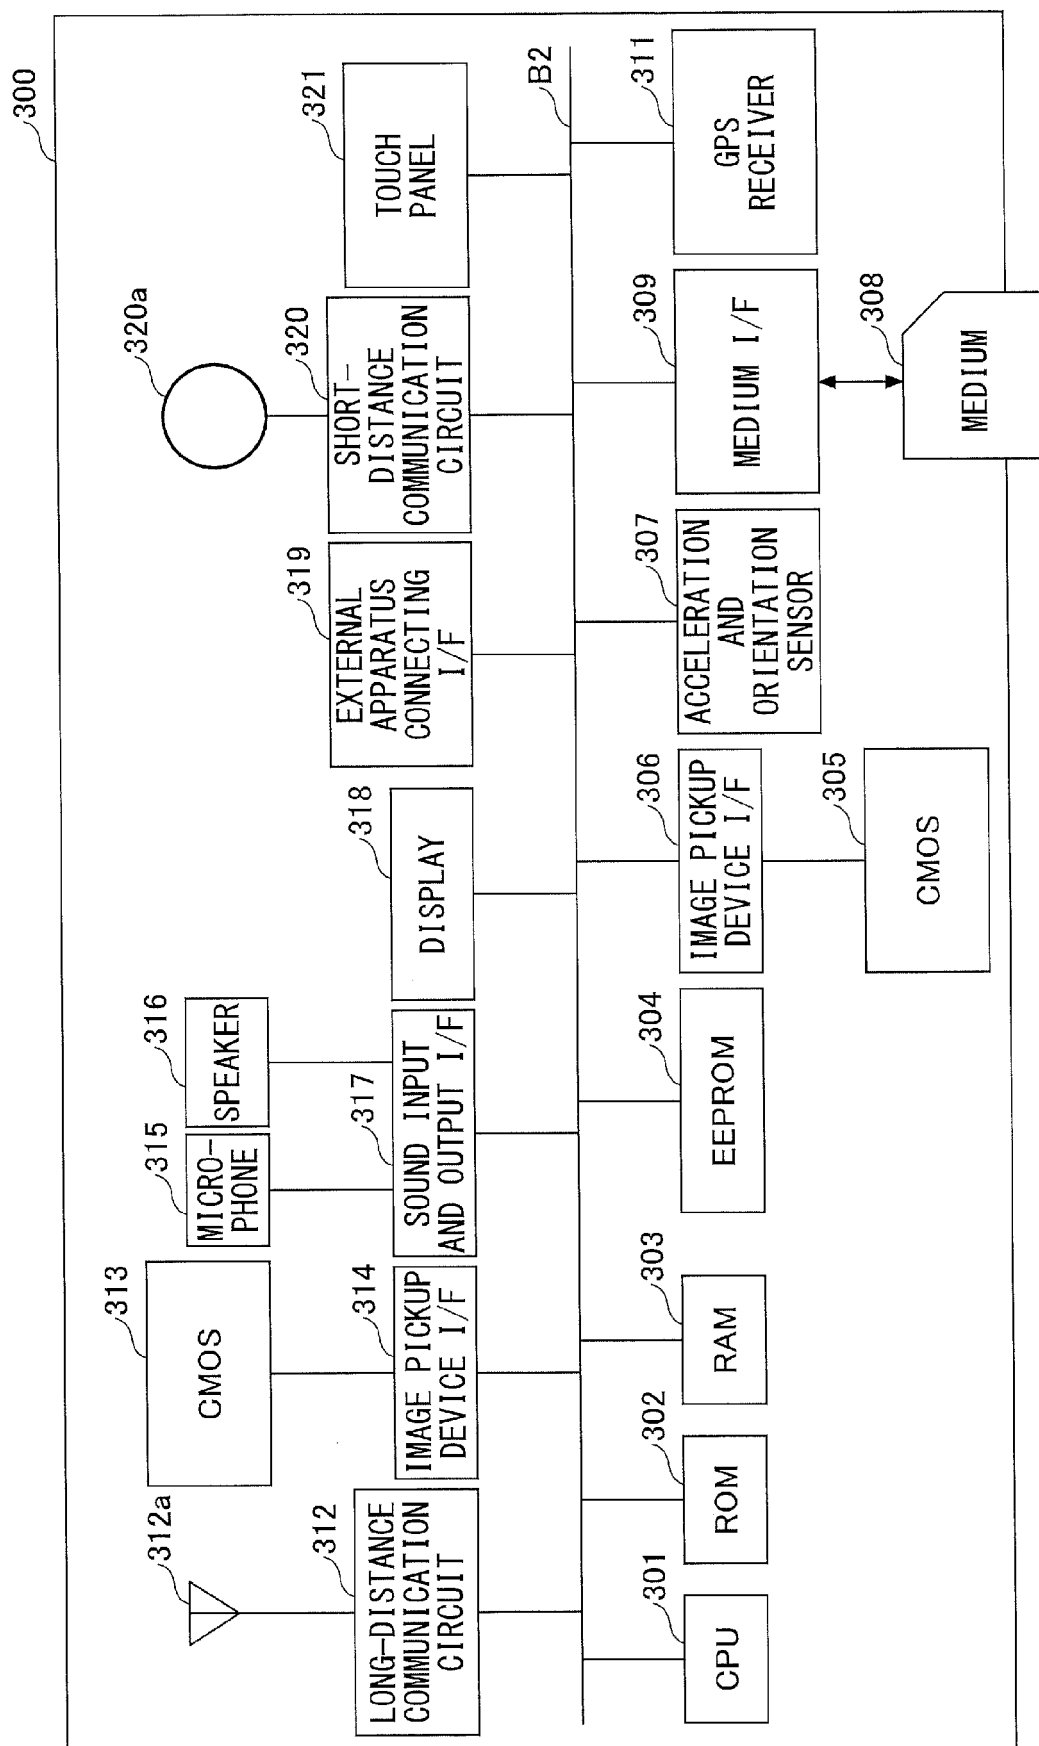 300
312a
312
LONG-DISTANCE
COMMUNICATION
CIRCUIT
313
CMOS
314
IMAGE PICKUP
DEVICE I/F
315
MICRO-
PHONE
316
SPEAKER
317
SOUND INPUT
AND OUTPUT I/F
318
DISPLAY
319
EXTERNAL
APPARATUS
CONNECTING
I/F
320a
320
SHORT-
DISTANCE
COMMUNICATION
CIRCUIT
321
TOUCH
PANEL
B2
301
CPU
302
ROM
303
RAM
304
EEPROM
306
IMAGE PICKUP
DEVICE I/F
305
CMOS
307
ACCELERATION
AND
ORIENTATION
SENSOR
309
MEDIUM I/F
308
MEDIUM
311
GPS
RECEIVER